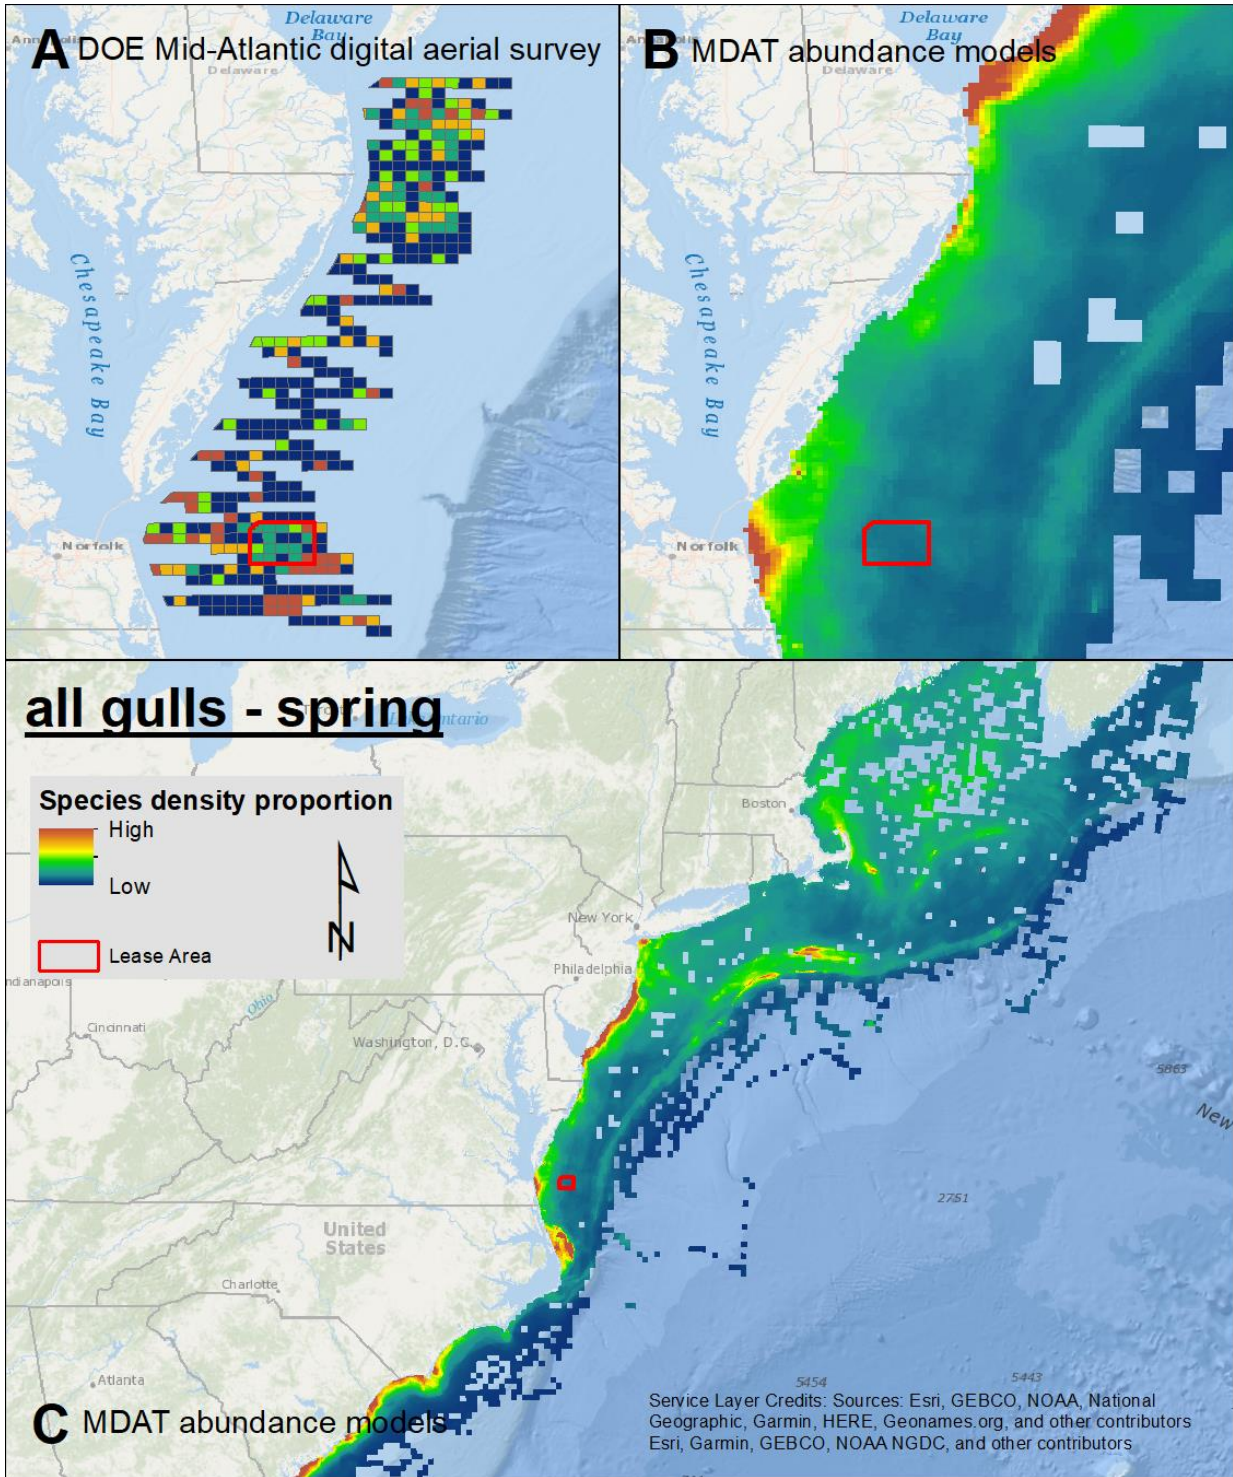 A DOE Mid-Atlantic digital aerial survey
Delaware
Bay
Delaware
Chesapeake Bay
Norfolk
B MDAT abundance models
Delaware
Bay
Delaware
Chesapeake Bay
Norfolk
all gulls - spring
Species density proportion
High
Low
N
Lease Area
Boston
New York
Philadelphia
ndianapolis
Ohio
Cincinnati
Washington, D.C.
5863
New
2751
United
States
Charlotte
Atlanta
5454
5443
C MDAT abundance models
Service Layer Credits: Sources: Esri, GEBCO, NOAA, National
Geographic, Garmin, HERE, Geonames.org, and other contributors
Esri, Garmin, GEBCO, NOAA NGDC, and other contributors